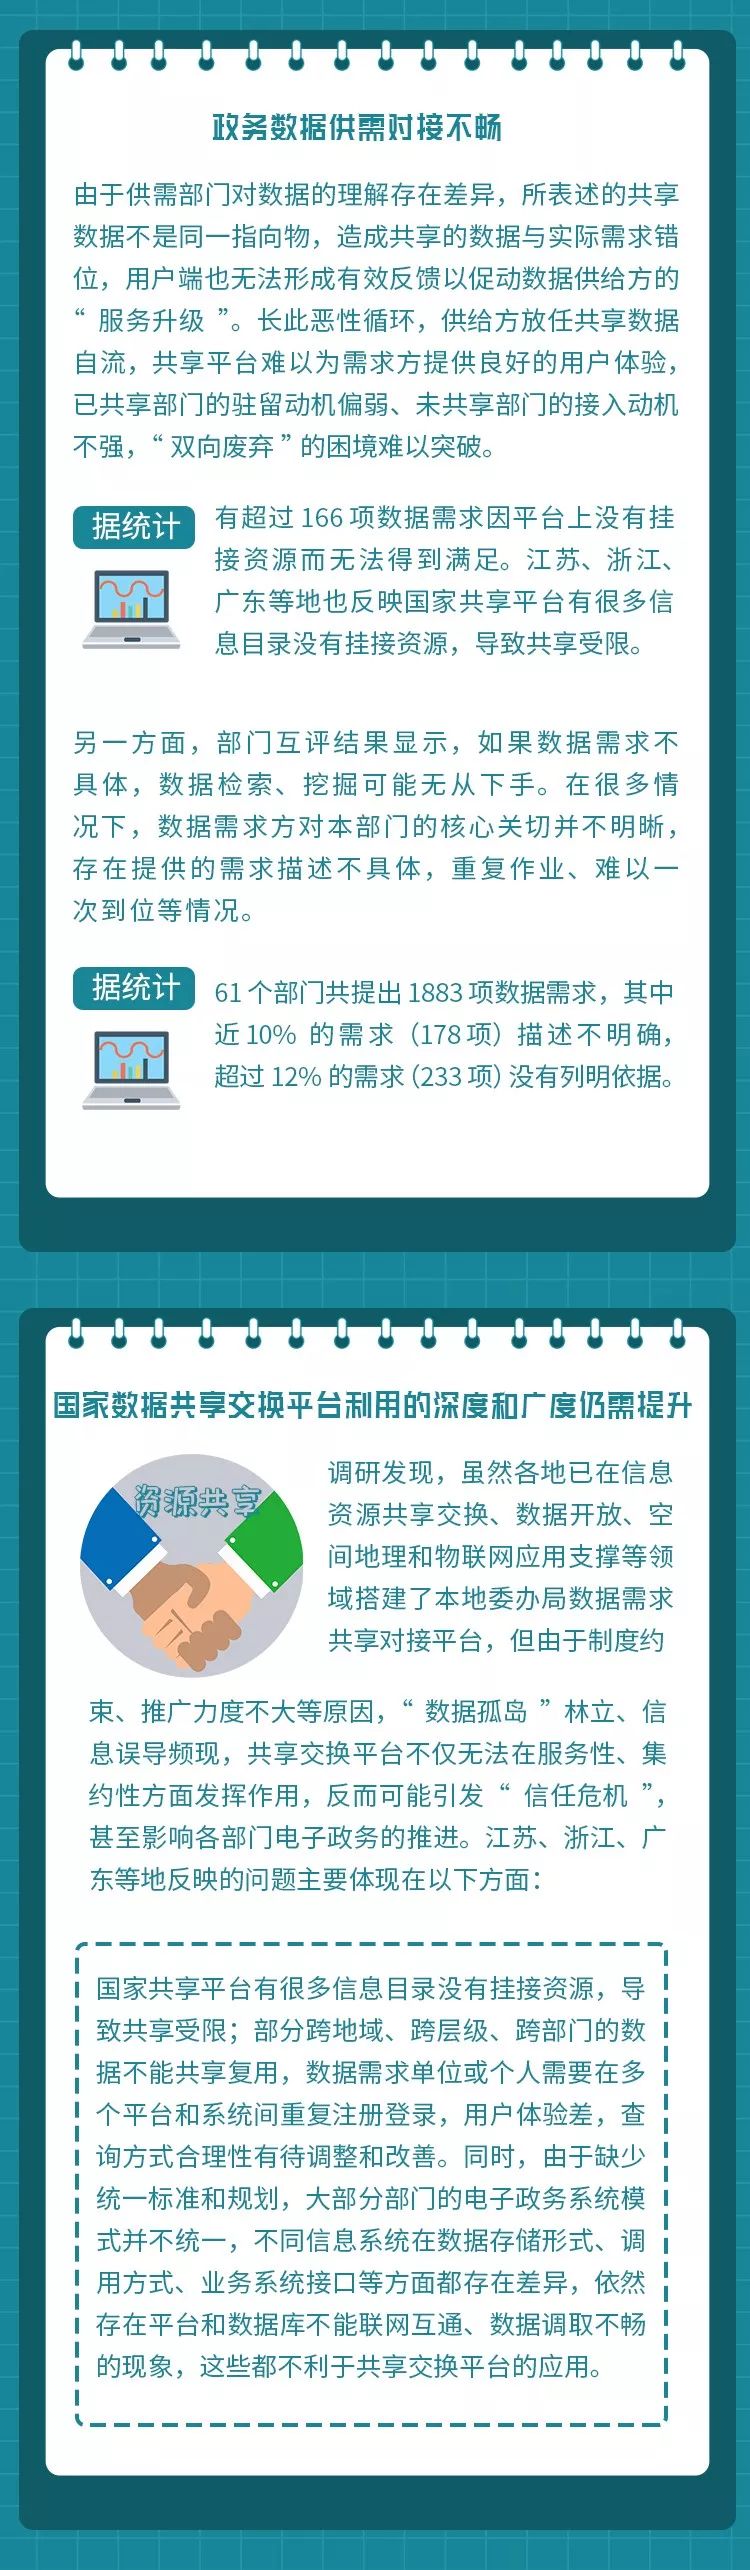 政务数据供需对接不畅
由于供需部门对数据的理解存在差异，所表述的共享
数据不是同一指向物，造成共享的数据与实际需求错
位，用户端也无法形成有效反馈以促动数据供给方的
“服务升级”。长此恶性循环，供给方放任共享数据
自流，共享平台难以为需求方提供良好的用户体验，
已共享部门的驻留动机偏弱、未共享部门的接入动机
不强，“双向废弃”的困境难以突破。
据统计
有超过166项数据需求因平台上没有挂
接资源而无法得到满足。江苏、浙江、
广东等地也反映国家共享平台有很多信
息目录没有挂接资源，导致共享受限。
另一方面，部门互评结果显示，如果数据需求不
具体，数据检索、挖掘可能无从下手。在很多情
况下，数据需求方对本部门的核心关切并不明晰，
存在提供的需求描述不具体，重复作业、难以一
次到位等情况。
据统计
61个部门共提出1883项数据需求，其中
近10% 的需求（178项）描述不明确，
超过12%的需求（233项）没有列明依据。
国家数据共享交换平台利用的深度和广度仍需提升
资源共享
调研发现，虽然各地已在信息
资源共享交换、数据开放、空
间地理和物联网应用支撑等领
域搭建了本地委办局数据需求
共享对接平台，但由于制度约
束、推广力度不大等原因，“数据孤岛”林立、信
息误导频现，共享交换平台不仅无法在服务性、集
约性方面发挥作用，反而可能引发“信任危机”，
甚至影响各部门电子政务的推进。江苏、浙江、广
东等地反映的问题主要体现在以下方面：
国家共享平台有很多信息目录没有挂接资源，导
致共享受限；部分跨地域、跨层级、跨部门的数
据不能共享复用，数据需求单位或个人需要在多
个平台和系统间重复注册登录，用户体验差，查
询方式合理性有待调整和改善。同时，由于缺少
统一标准和规划，大部分部门的电子政务系统模
式并不统一，不同信息系统在数据存储形式、调
用方式、业务系统接口等方面都存在差异，依然
存在平台和数据库不能联网互通、数据调取不畅
的现象，这些都不利于共享交换平台的应用。